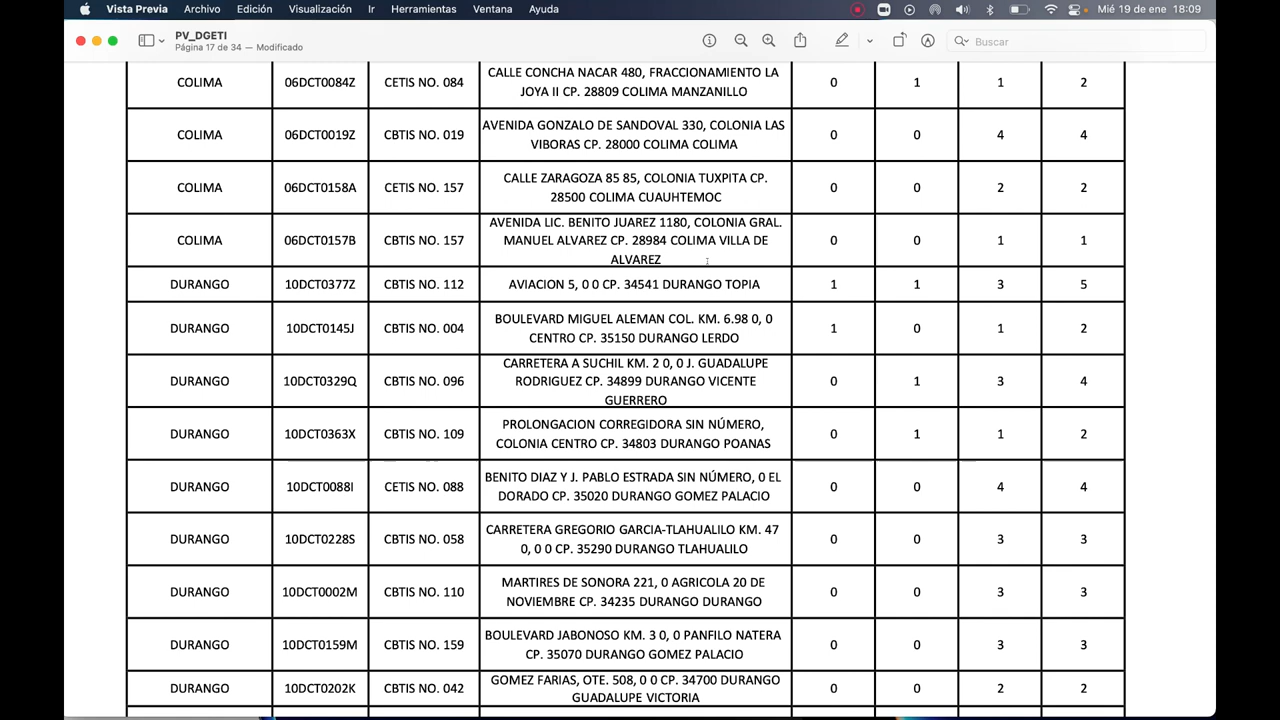 Vista Previa Archivo Edición Visualización Ir Herramientas Ventana Ayuda Mié 19 de ene 18:09
PV_DGETI
Página 17 de 34 — Modificado
Buscar
COLIMA 06DCT0084Z CETIS NO. 084 CALLE CONCHA NACAR 480, FRACCIONAMIENTO LA
JOYA II CP. 28809 COLIMA MANZANILLO 0 1 1 2
COLIMA 06DCT0019Z CBTIS NO. 019 AVENIDA GONZALO DE SANDOVAL 330, COLONIA LAS
VIBORAS CP. 28000 COLIMA COLIMA 0 0 4 4
COLIMA 06DCT0158A CETIS NO. 157 CALLE ZARAGOZA 85 85, COLONIA TUXPITA CP.
28500 COLIMA CUAUHTEMOC 0 0 2 2
COLIMA 06DCT0157B CBTIS NO. 157 AVENIDA LIC. BENITO JUAREZ 1180, COLONIA GRAL.
MANUEL ALVAREZ CP. 28984 COLIMA VILLA DE
ALVAREZ 0 0 1 1
DURANGO 10DCT0377Z CBTIS NO. 112 AVIACION 5, 0 0 CP. 34541 DURANGO TOPIA 1 1 3 5
DURANGO 10DCT0145J CBTIS NO. 004 BOULEVARD MIGUEL ALEMAN COL. KM. 6.98 0, 0
CENTRO CP. 35150 DURANGO LERDO 1 0 1 2
DURANGO 10DCT0329Q CBTIS NO. 096 CARRETERA A SUCHIL KM. 2 0, 0 J. GUADALUPE
RODRIGUEZ CP. 34899 DURANGO VICENTE
GUERRERO 0 1 3 4
DURANGO 10DCT0363X CBTIS NO. 109 PROLONGACION CORREGIDORA SIN NÚMERO,
COLONIA CENTRO CP. 34803 DURANGO POANAS 0 1 1 2
DURANGO 10DCT0088I CETIS NO. 088 BENITO DIAZ Y J. PABLO ESTRADA SIN NÚMERO, 0 EL
DORADO CP. 35020 DURANGO GOMEZ PALACIO 0 0 4 4
DURANGO 10DCT0228S CBTIS NO. 058 CARRETERA GREGORIO GARCIA-TLAHUALILO KM. 47
0, 0 0 CP. 35290 DURANGO TLAHUALILO 0 0 3 3
DURANGO 10DCT0002M CBTIS NO. 110 MARTIRES DE SONORA 221, 0 AGRICOLA 20 DE
NOVIEMBRE CP. 34235 DURANGO DURANGO 0 0 3 3
DURANGO 10DCT0159M CBTIS NO. 159 BOULEVARD JABONOSO KM. 3 0, 0 PANFILO NATERA
CP. 35070 DURANGO GOMEZ PALACIO 0 0 3 3
DURANGO 10DCT0202K CBTIS NO. 042 GOMEZ FARIAS, OTE. 508, 0 0 CP. 34700 DURANGO
GUADALUPE VICTORIA 0 0 2 2